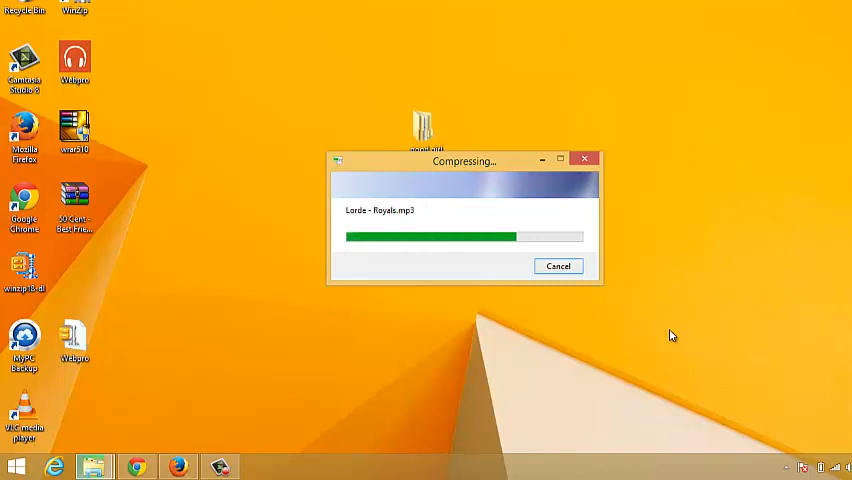 Recycle Bin
WinZip
Camtasia
Studio 8
Webpro
Mozilla
Firefox
wrar510
Google
Chrome
50 Cent -
Best Frie...
winzip18-dl
MyPC
Backup
Webpro
VLC media
player
Compressing...
Lorde - Royals.mp3
Cancel